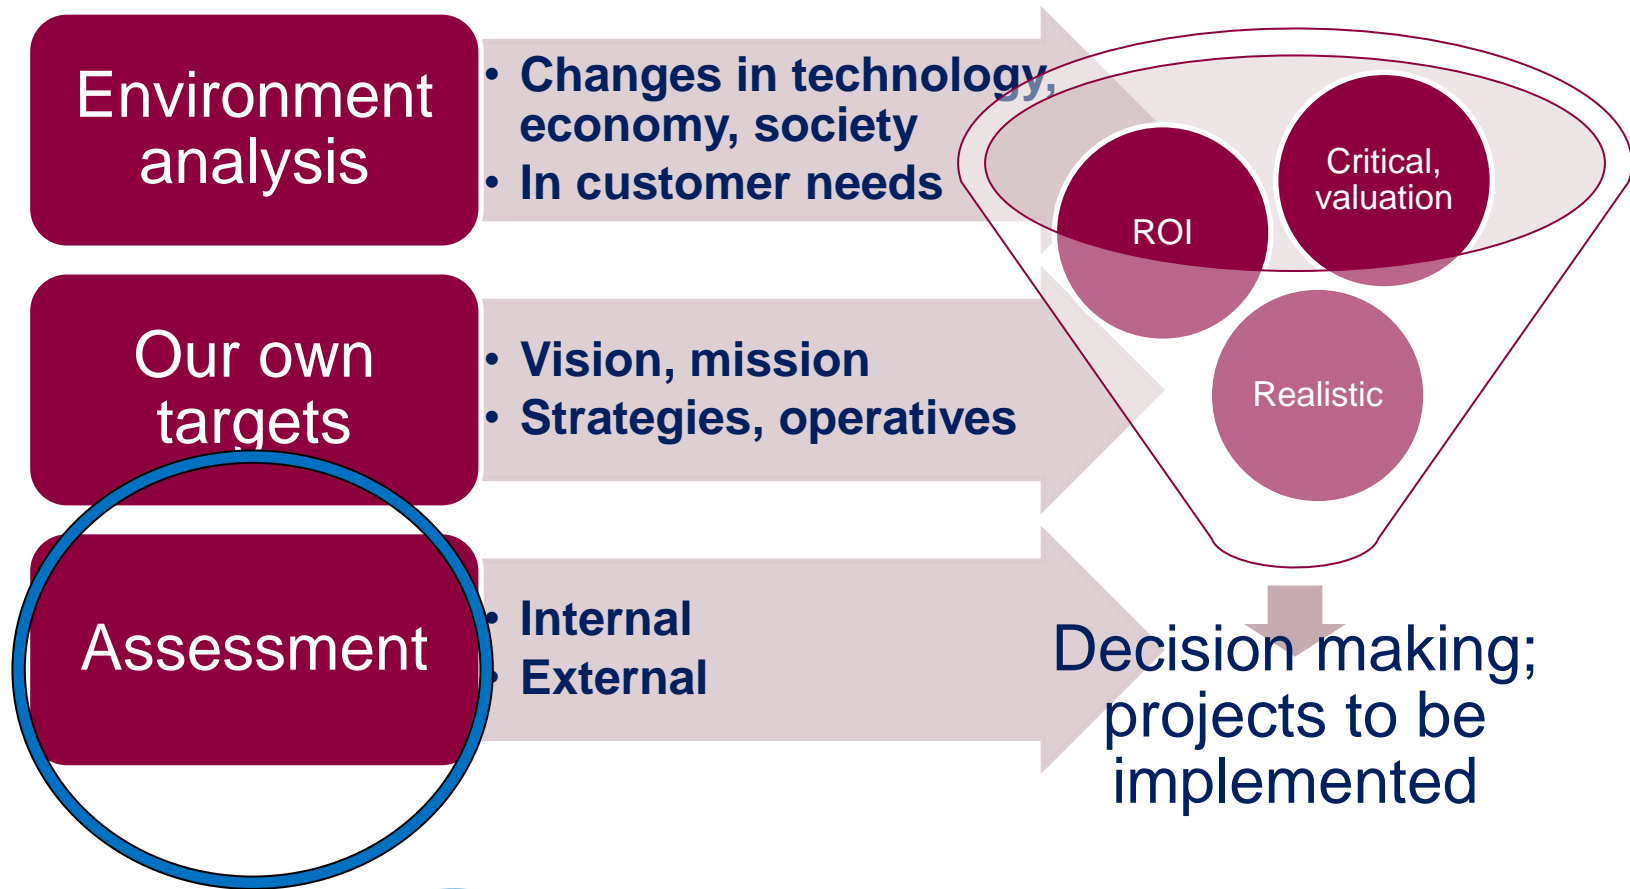 Environment
analysis
• Changes in technology,
economy, society
• In customer needs
Our own
targets
• Vision, mission
• Strategies, operatives
Assessment
• Internal
• External
ROI
Critical,
valuation
Realistic
Decision making;
projects to be
implemented